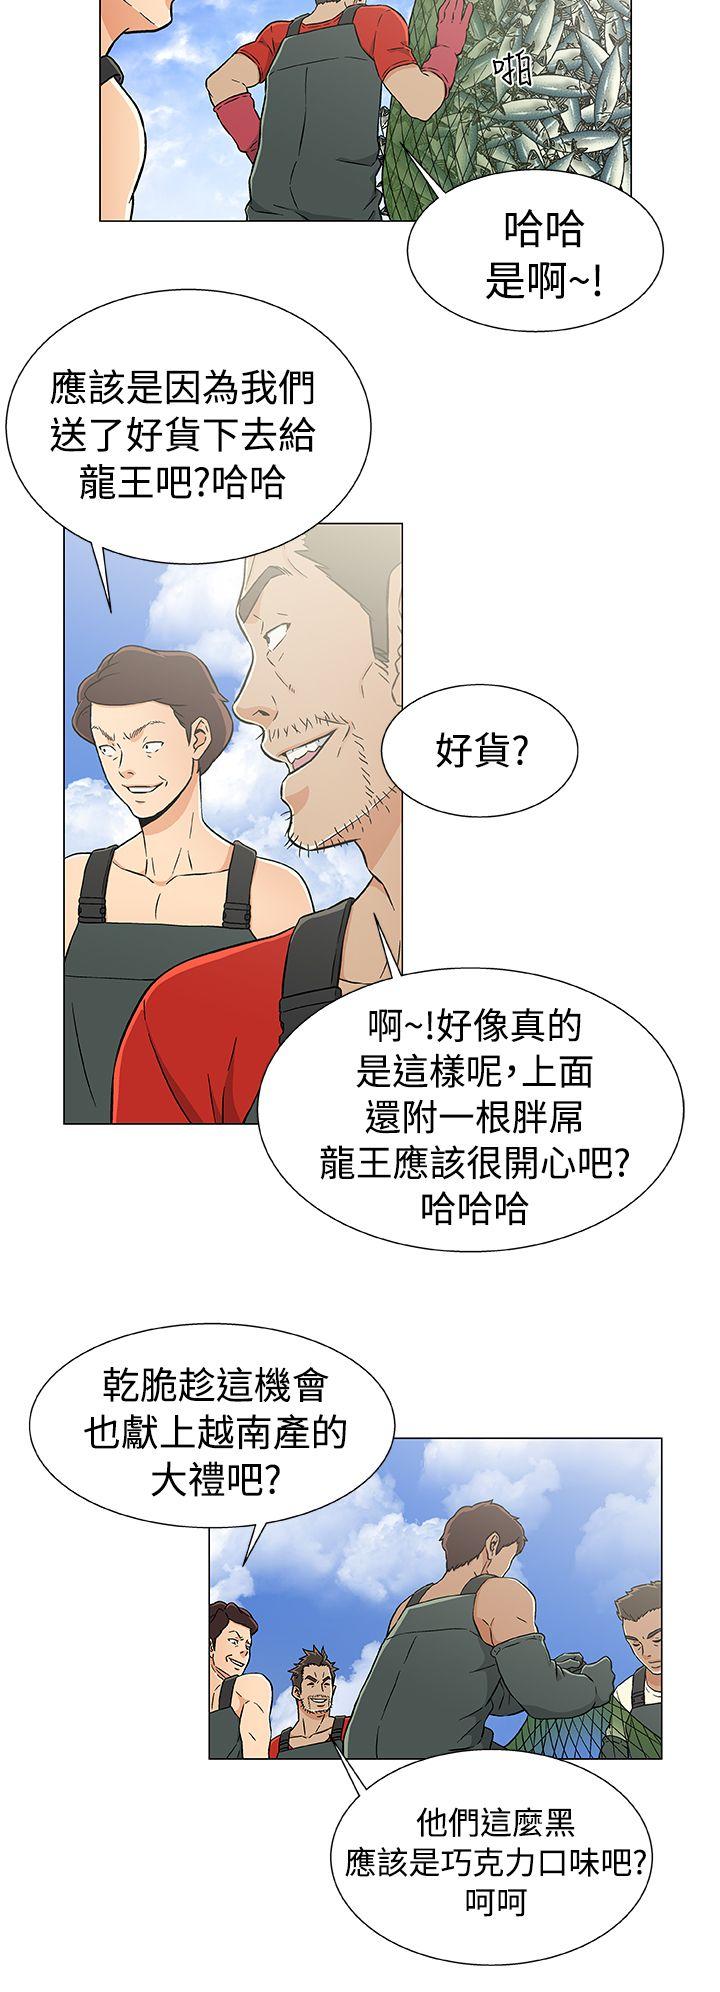 啪
哈哈
是啊~!
應該是因為我們
送了好貨下去給
龍王吧?哈哈
好貨?
啊~!好像真的
是這樣呢，上面
還附一根胖屌
龍王應該很開心吧?
哈哈哈
乾脆趁這機會
也獻上越南產的
大禮吧?
他們這麼黑
應該是巧克力口味吧?
呵呵